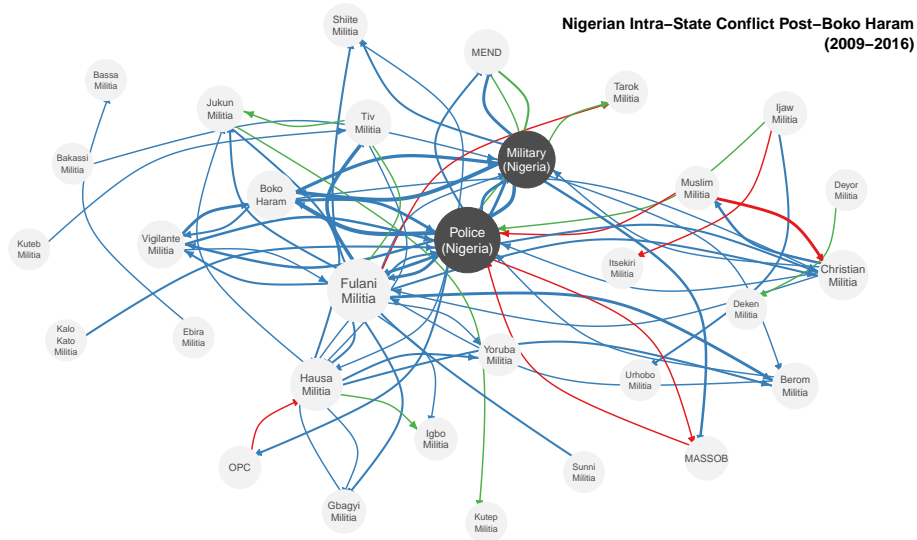 Nigerian Intra−State Conflict Post−Boko Haram
(2009−2016)
Shiite
Militia
MEND
Bassa
Militia
Tarok
Militia
Jukun
Militia
Tiv
Militia
Ijaw
Militia
Military
(Nigeria)
Bakassi
Militia
Boko
Haram
Muslim
Militia
Deyor
Militia
Kuteb
Militia
Vigilante
Militia
Police
(Nigeria)
Itsekiri
Militia
Christian
Militia
Fulani
Militia
Deken
Militia
Kalo
Kato
Militia
Ebira
Militia
Yoruba
Militia
Hausa
Militia
Urhobo
Militia
Berom
Militia
Igbo
Militia
OPC
MASSOB
Sunni
Militia
Gbagyi
Militia
Kutep
Militia